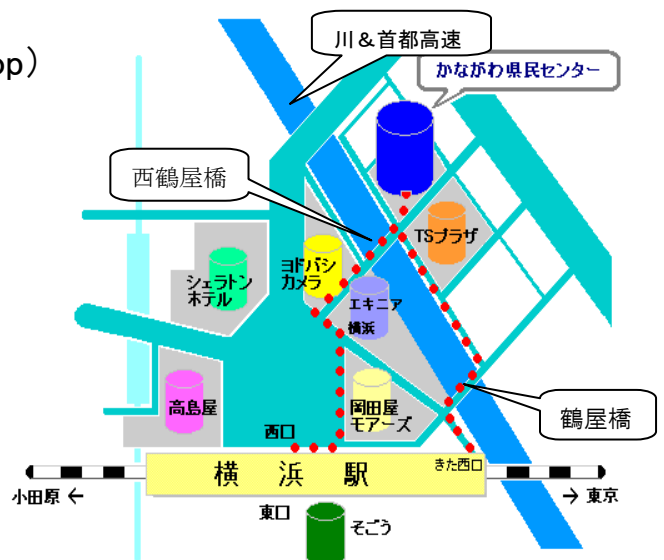 op)
川&首都高速
かながわ県民センター
西鶴屋橋
TSプラザ
ヨドバシ
カメラ
シェラトン
ホテル
エキニア
横浜
高島屋
岡田屋
モアーズ
鶴屋橋
西口
きた西口
横浜駅
小田原 ←
→ 東京
東口
そごう